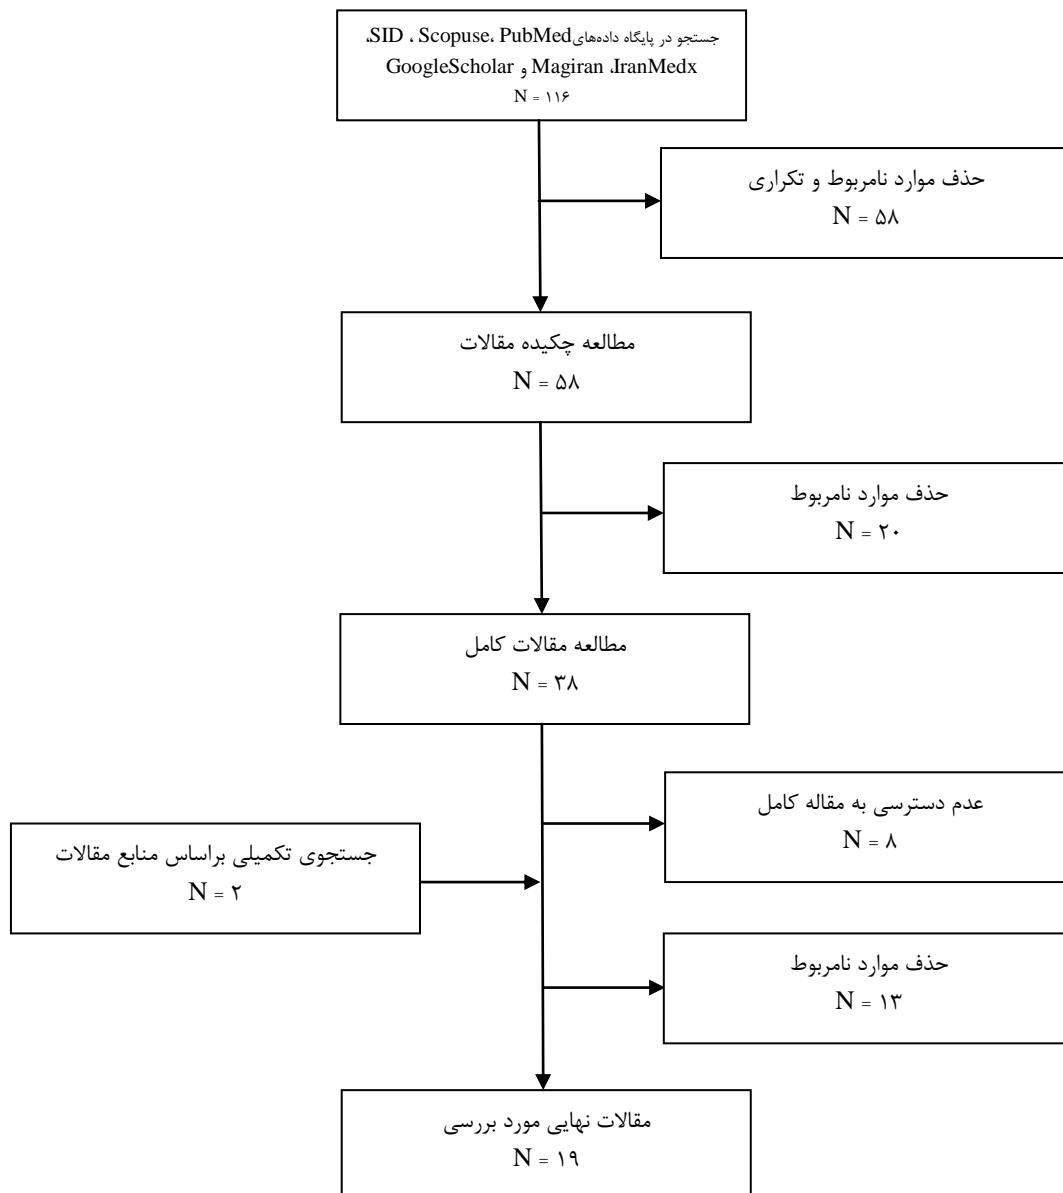 جستجو در پایگاه داده‌های PubMed ،Scopuse ، SID،
IranMedx، Magiran و GoogleScholar
N = ۱۱۶
حذف موارد نامربوط و تکراری
N = ۵۸
مطالعه چکیده مقالات
N = ۵۸
حذف موارد نامربوط
N = ۲۰
مطالعه مقالات کامل
N = ۳۸
عدم دسترسی به مقاله کامل
N = ۸
جستجوی تکمیلی براساس منابع مقالات
N = ۲
حذف موارد نامربوط
N = ۱۳
مقالات نهایی مورد بررسی
N = ۱۹